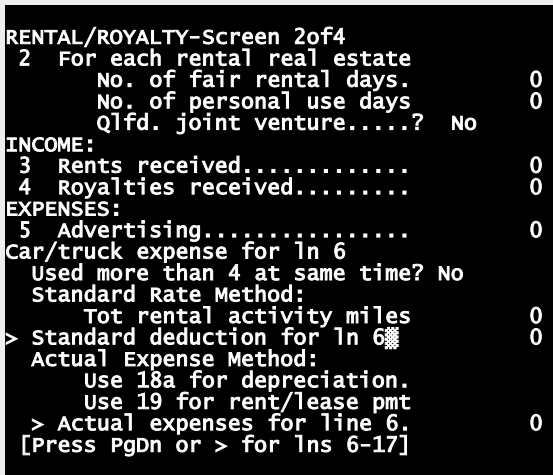 RENTAL/ROYALTY-Screen 2of4
2 For each rental real estate
No. of fair rental days. 0
No. of personal use days 0
Qlfd. joint venture.....? No
INCOME:
3 Rents received............. 0
4 Royalties received......... 0
EXPENSES:
5 Advertising................ 0
Car/truck expense for ln 6
Used more than 4 at same time? No
Standard Rate Method:
Tot rental activity miles 0
> Standard deduction for ln 6 0
Actual Expense Method:
Use 18a for depreciation.
Use 19 for rent/lease pmt
> Actual expenses for line 6. 0
[Press PgDn or > for lns 6-17]